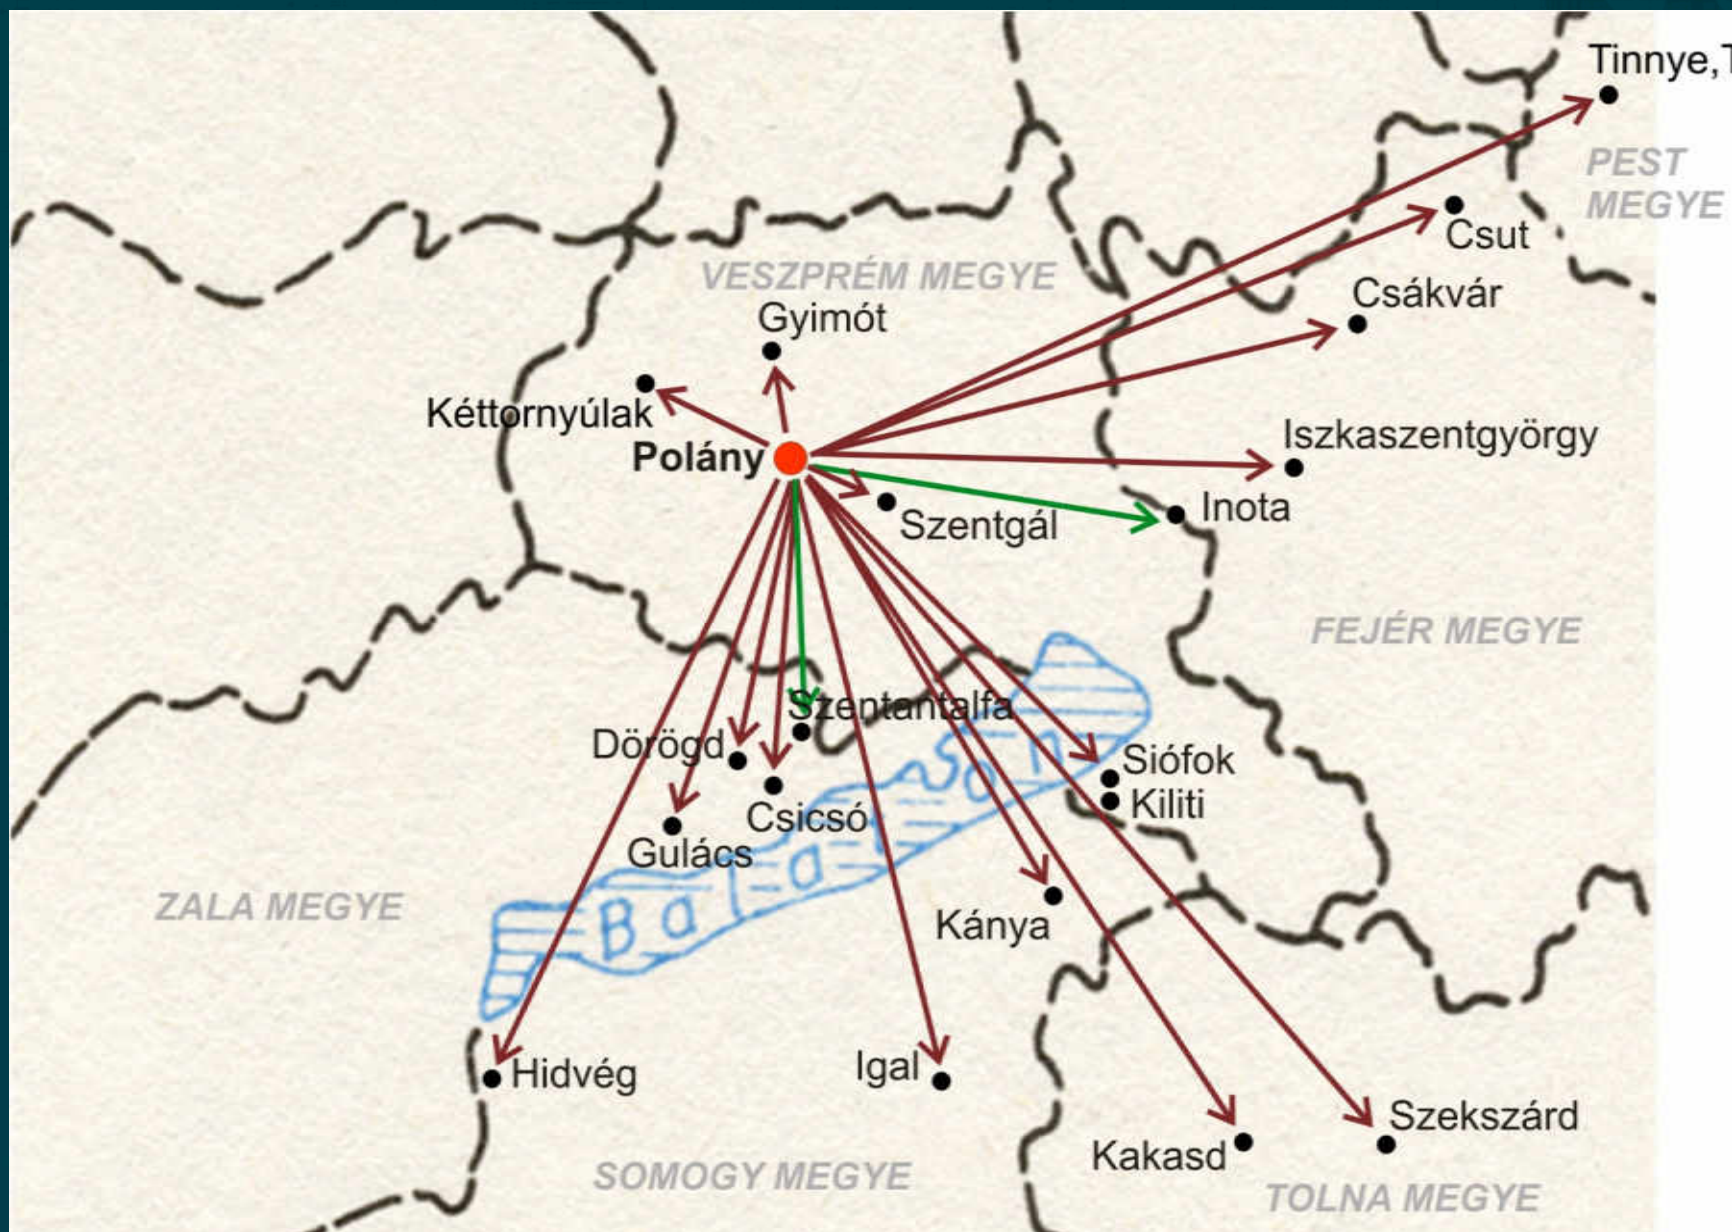 Tinnye,T
PEST
MEGYE
Csut
VESZPRÉM MEGYE
Csákvár
Gyimót
Kéttornyúlak
Iszkaszentgyörgy
Polány
Inota
Szentgál
FEJÉR MEGYE
Szentantalfa
Dörögd
Siófok
Kiliti
Csicsó
Gulács
Balaton
ZALA MEGYE
Kánya
Igal
Hidvég
Szekszárd
Kakasd
SOMOGY MEGYE
TOLNA MEGYE